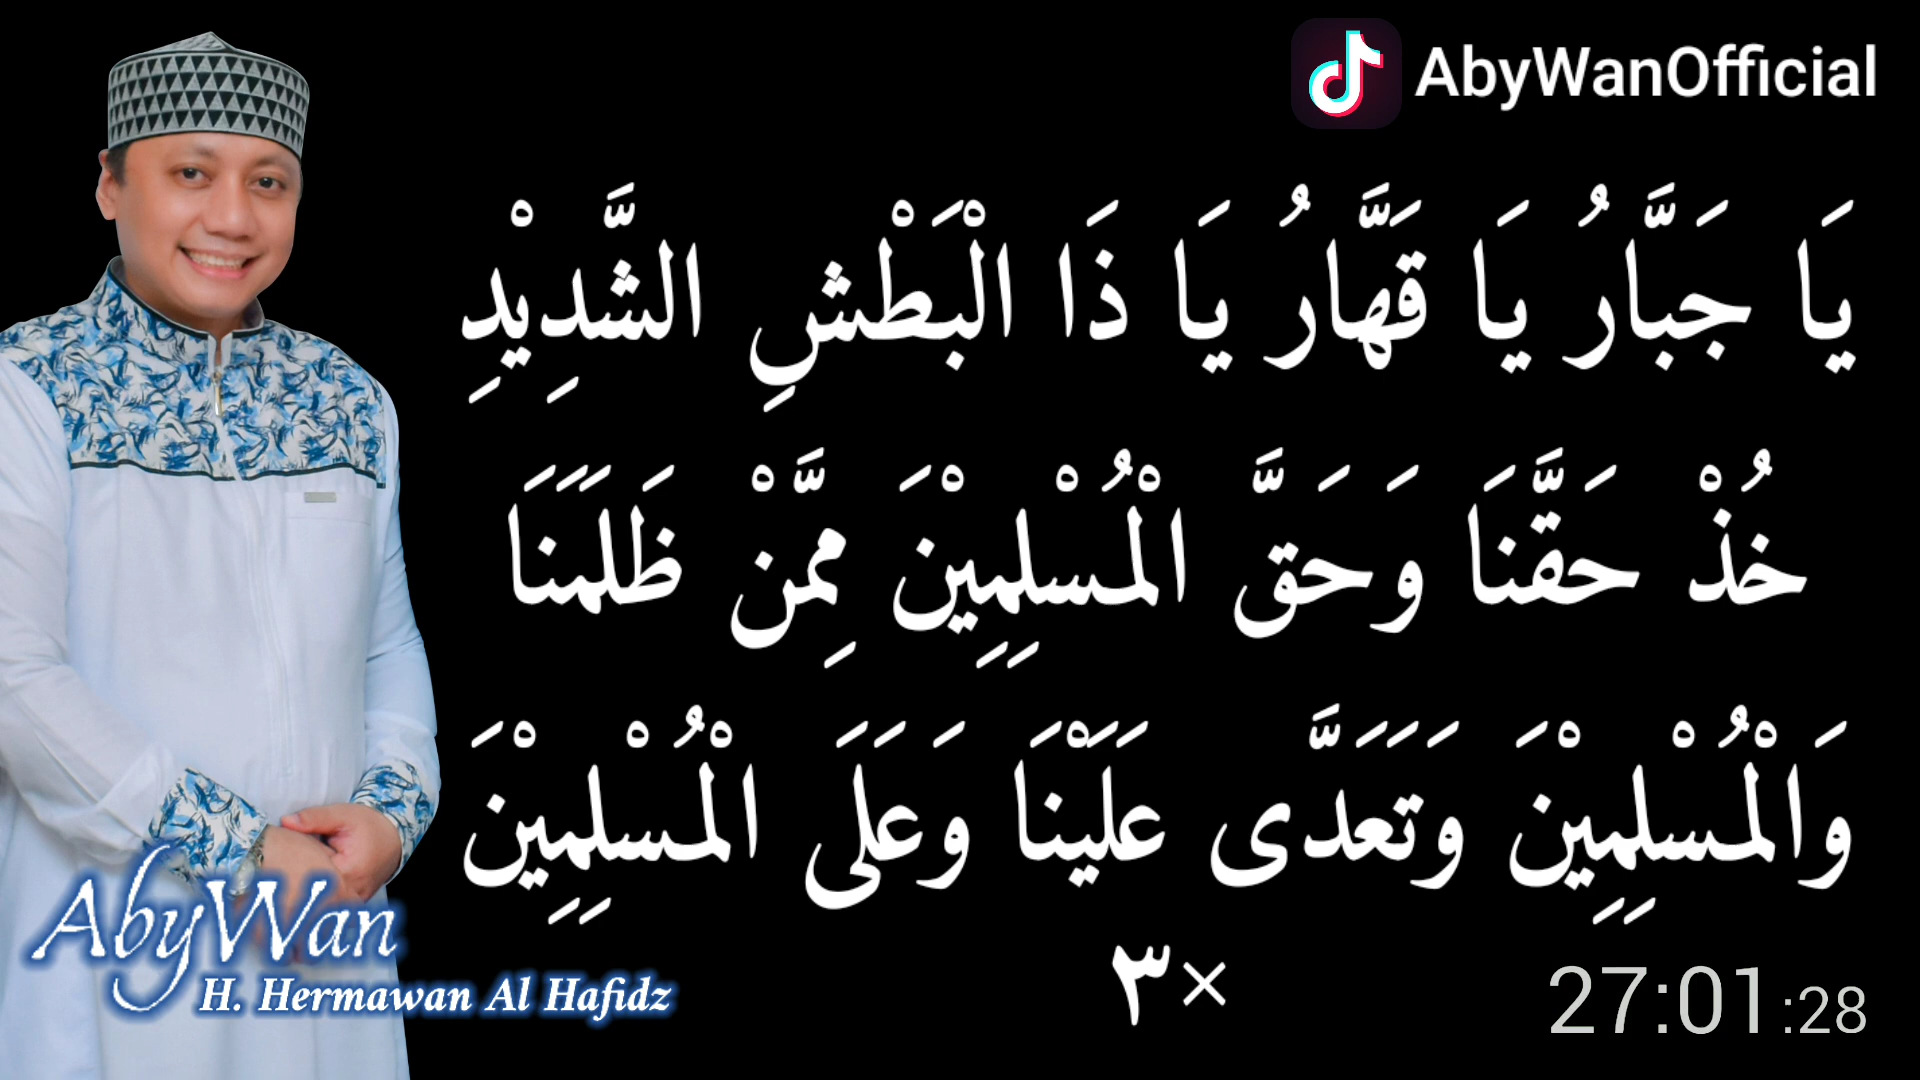 AbyWanOfficial
يَا جَبَّارُ يَا قَهَّارُ يَا ذَا الْبَطْشِ الشَّدِيْدِ
خُذْ حَقَّنَا وَحَقَّ الْمُسْلِمِيْنَ مِمَّنْ ظَلَمَنَا
وَالْمُسْلِمِيْنَ وَتَعَدَّى عَلَيْنَا وَعَلَى الْمُسْلِمِيْنَ
×٣
AbyWan
H. Hermawan Al Hafidz
27:01:28